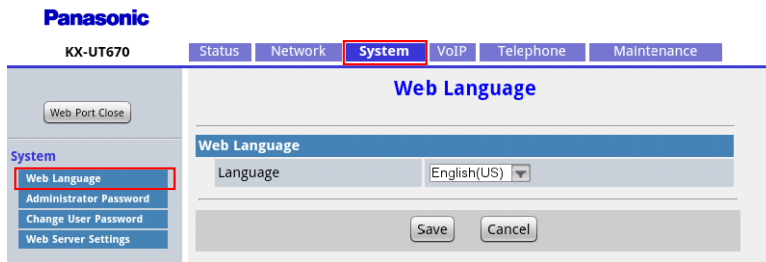 Panasonic
KX-UT670
Status Network System VoIP Telephone Maintenance
Web Port Close
System
Web Language
Administrator Password
Change User Password
Web Server Settings
Web Language
Web Language
Language English(US)
Save Cancel